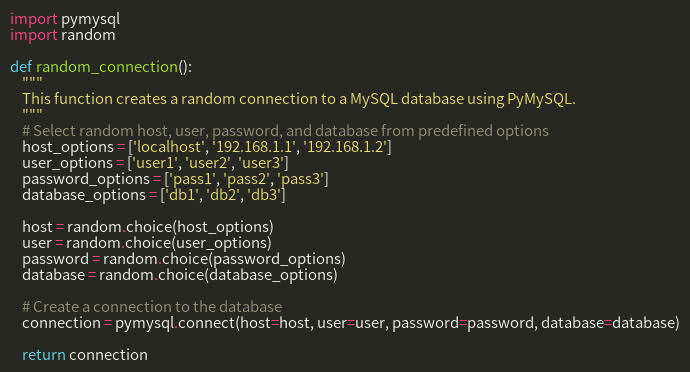 import pymysql
import random

def random_connection():
    """
    This function creates a random connection to a MySQL database using PyMySQL.
    """
    # Select random host, user, password, and database from predefined options
    host_options = ['localhost', '192.168.1.1', '192.168.1.2']
    user_options = ['user1', 'user2', 'user3']
    password_options = ['pass1', 'pass2', 'pass3']
    database_options = ['db1', 'db2', 'db3']

    host = random.choice(host_options)
    user = random.choice(user_options)
    password = random.choice(password_options)
    database = random.choice(database_options)

    # Create a connection to the database
    connection = pymysql.connect(host=host, user=user, password=password, database=database)

    return connection